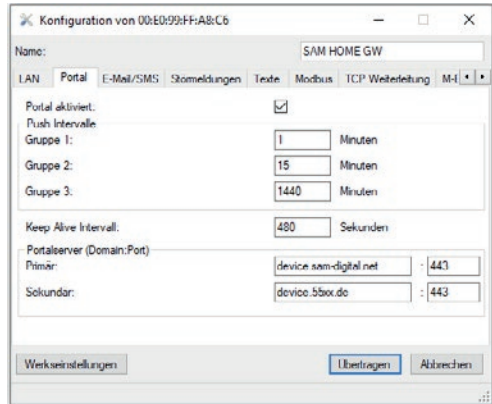 Konfiguration von 00:E0:99:FF:A8:C6
Name: SAM HOME GW
LAN Portal E-Mail/SMS Störmeldungen Texte Modbus TCP Weiterleitung
Portal aktiviert:
Push Intervalle
Gruppe 1: 1 Minuten
Gruppe 2: 15 Minuten
Gruppe 3: 1440 Minuten
Keep Alive Intervall: 480 Sekunden
Portalserver (Domain:Port)
Primär: device.sam-digital.net : 443
Sekundär: device.55xx.de : 443
Werkseinstellungen Übertragen Abbrechen